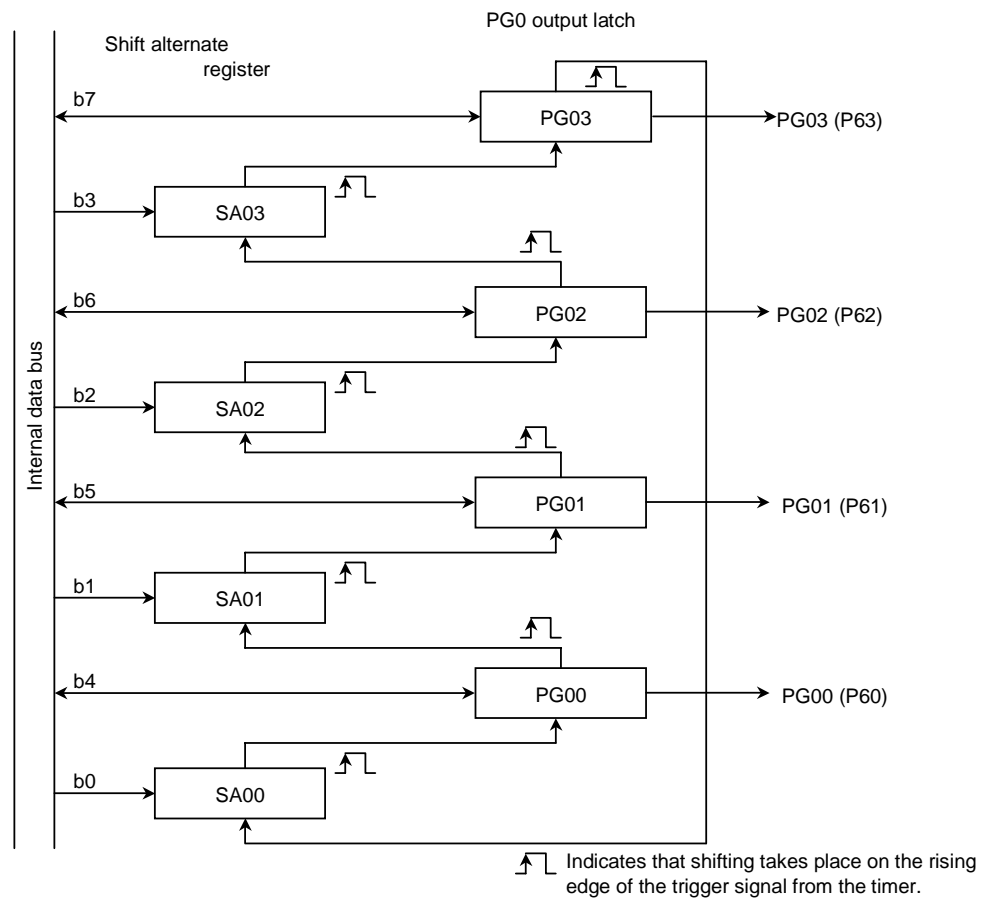 PG0 output latch
Shift alternate
register
b7
PG03
PG03 (P63)
b3
SA03
b6
PG02
PG02 (P62)
Internal data bus
b2
SA02
b5
PG01
PG01 (P61)
b1
SA01
b4
PG00
PG00 (P60)
b0
SA00
Indicates that shifting takes place on the rising
edge of the trigger signal from the timer.